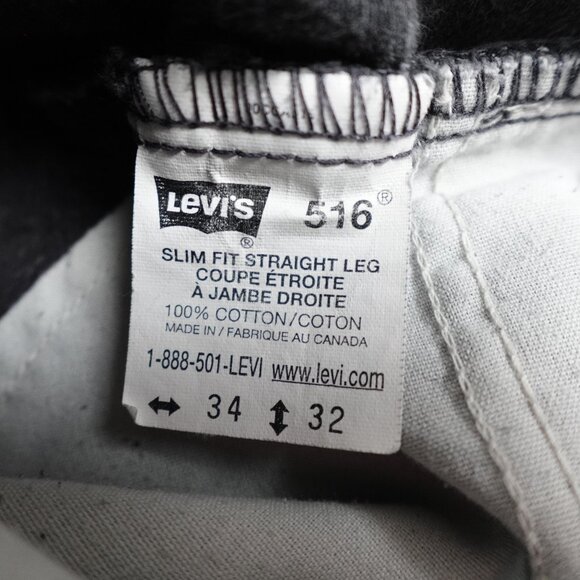 Levi's ® 516®
SLIM FIT STRAIGHT LEG
COUPE ÉTROITE
À JAMBE DROITE
100% COTTON/COTON
MADE IN / FABRIQUE AU CANADA
1-888-501-LEVI www.levi.com
↔ 34 ↕ 32